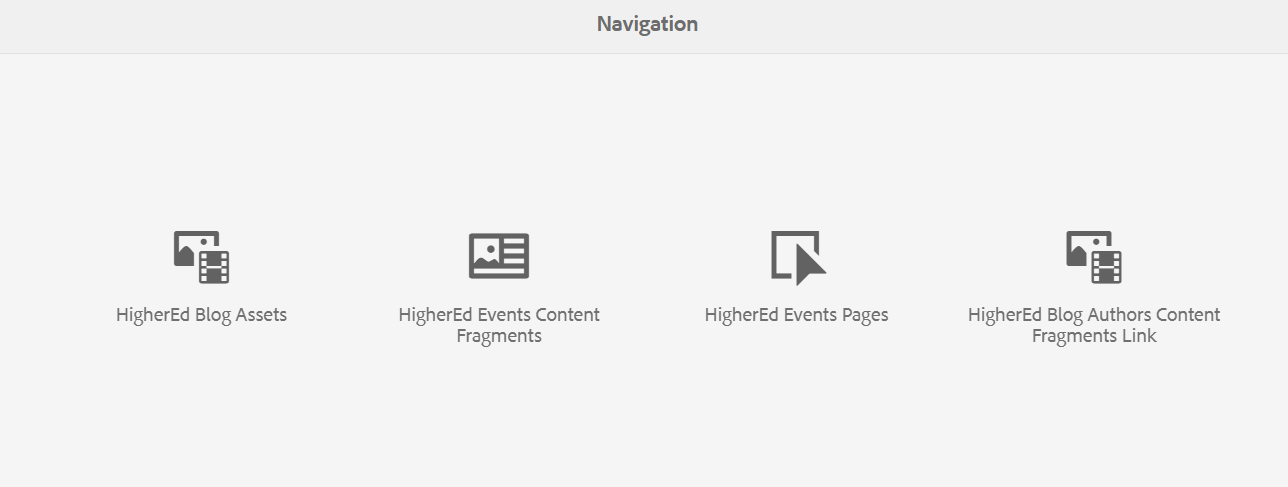 Navigation
HigherEd Blog Assets
HigherEd Events Content
Fragments
HigherEd Events Pages
HigherEd Blog Authors Content
Fragments Link